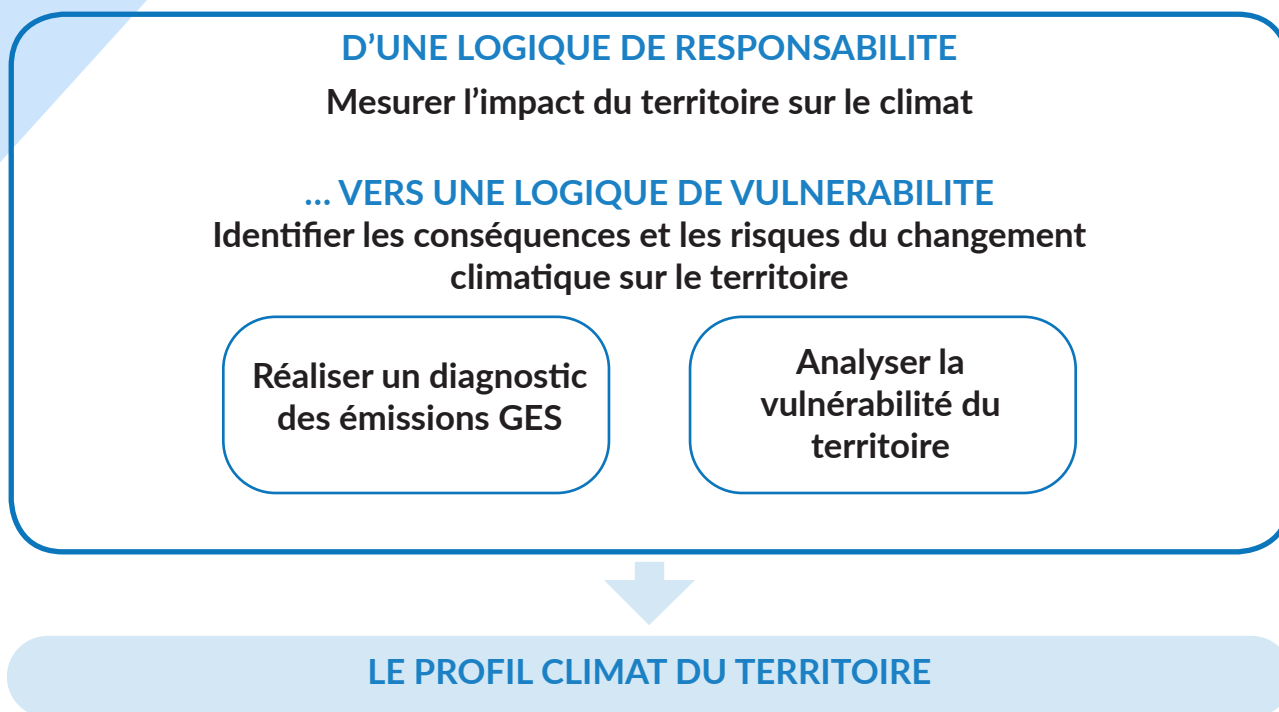 D’UNE LOGIQUE DE RESPONSABILITE
Mesurer l’impact du territoire sur le climat
... VERS UNE LOGIQUE DE VULNERABILITE
Identifier les conséquences et les risques du changement
climatique sur le territoire
Réaliser un diagnostic
des émissions GES
Analyser la
vulnérabilité du
territoire
LE PROFIL CLIMAT DU TERRITOIRE